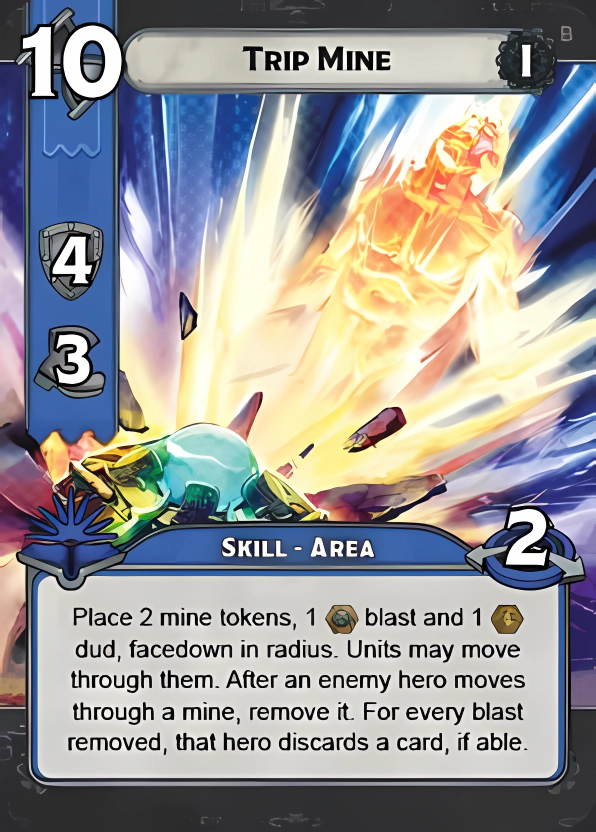 10
TRIP MINE
I
B
4
3
SKILL - AREA
2
Place 2 mine tokens, 1 blast and 1
dud, facedown in radius. Units may move
through them. After an enemy hero moves
through a mine, remove it. For every blast
removed, that hero discards a card, if able.